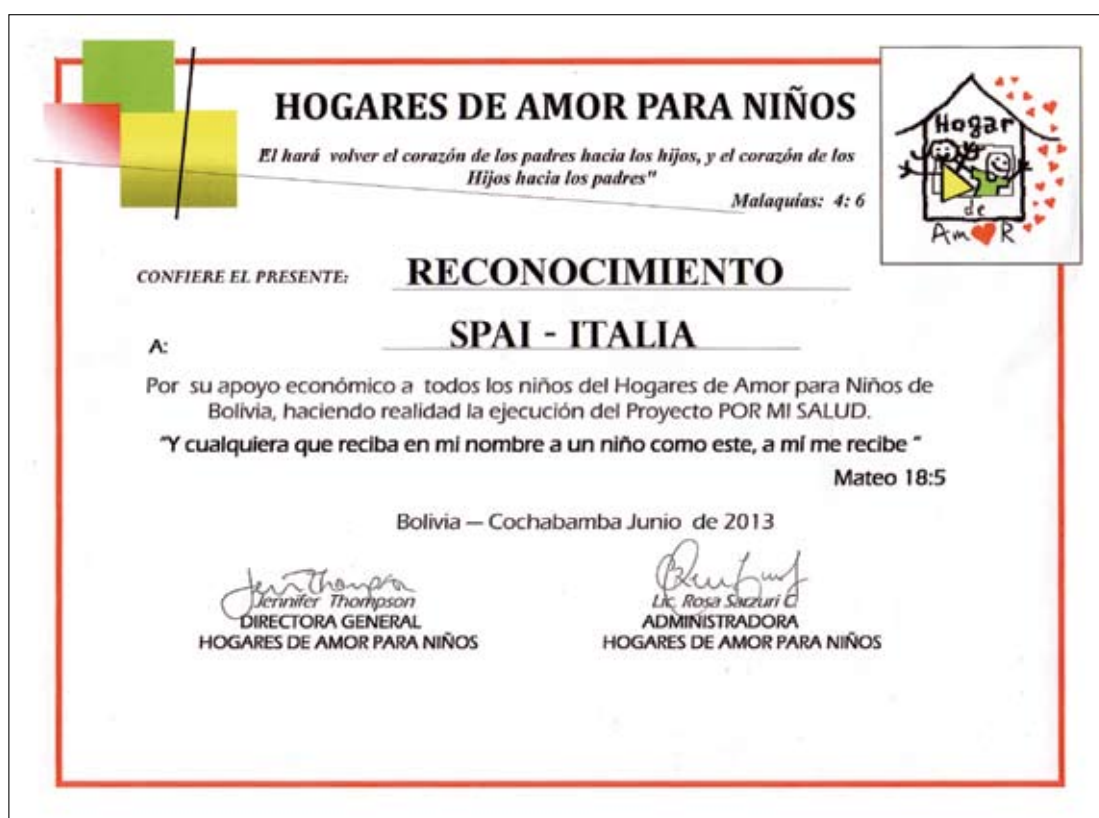 HOGARES DE AMOR PARA NIÑOS
El hará volver el corazón de los padres hacia los hijos, y el corazón de los
Hijos hacia los padres"
Malaquías: 4: 6
Hogar
de
Am R
CONFIERE EL PRESENTE:
RECONOCIMIENTO
A:
SPAI - ITALIA
Por su apoyo económico a todos los niños del Hogares de Amor para Niños de
Bolivia, haciendo realidad la ejecución del Proyecto POR MI SALUD.
"Y cualquiera que reciba en mi nombre a un niño como este, a mí me recibe "
Mateo 18:5
Bolivia — Cochabamba Junio de 2013
Jennifer Thompson
DIRECTORA GENERAL
HOGARES DE AMOR PARA NIÑOS
Lic. Rosa Sarzuri C.
ADMINISTRADORA
HOGARES DE AMOR PARA NIÑOS